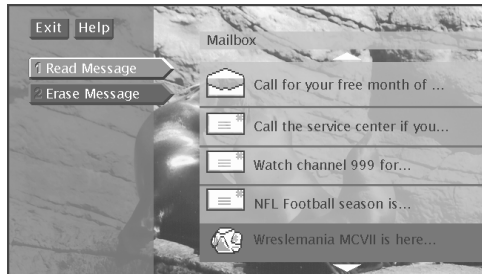 Exit Help
Mailbox
1 Read Message
2 Erase Message
Call for your free month of ...
Call the service center if you...
Watch channel 999 for...
NFL Football season is...
Wreslemania MCVII is here...